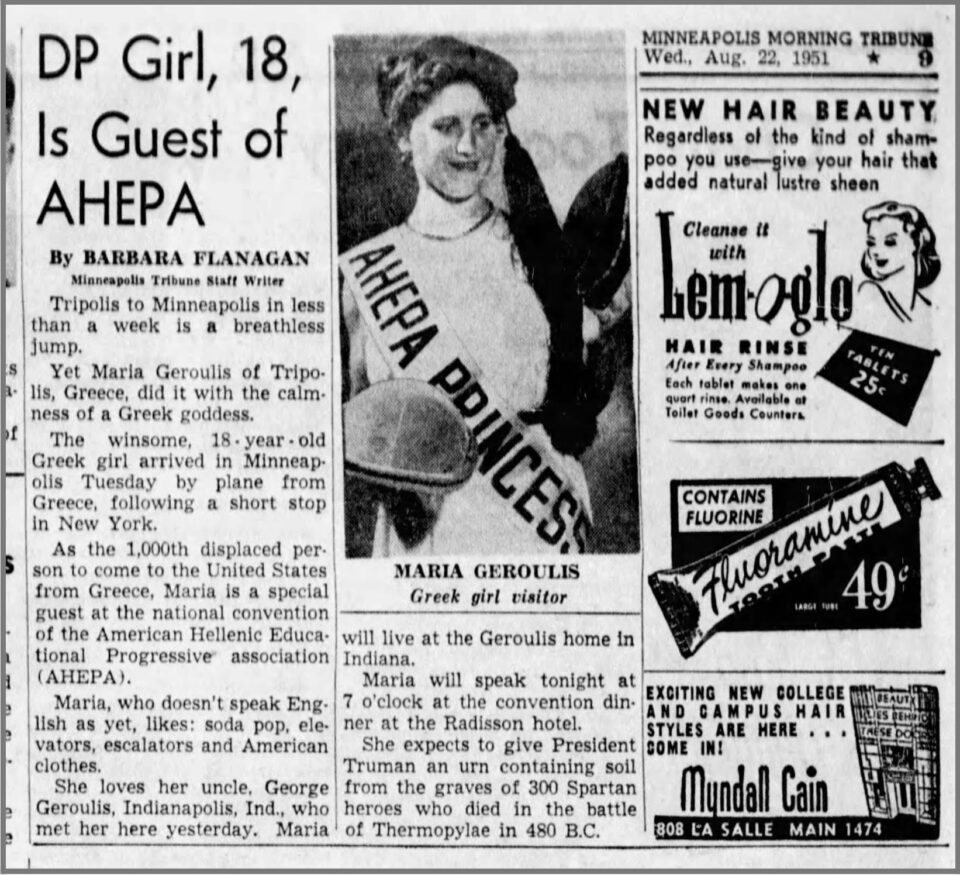 DP Girl, 18,
Is Guest of
AHEPA
By BARBARA FLANAGAN
Minneapolis Tribune Staff Writer
Tripolis to Minneapolis in less
than a week is a breathless
jump.
Yet Maria Geroulis of Tripo-
lis, Greece, did it with the calm-
ness of a Greek goddess.
The winsome, 18-year-old
Greek girl arrived in Minneap-
olis Tuesday by plane from
Greece, following a short stop
in New York.
As the 1,000th displaced per-
son to come to the United States
from Greece, Maria is a special
guest at the national convention
of the American Hellenic Educa-
tional Progressive association
(AHEPA).
Maria, who doesn't speak Eng-
lish as yet, likes: soda pop, ele-
vators, escalators and American
clothes.
She loves her uncle, George
Geroulis, Indianapolis, Ind., who
met her here yesterday. Maria
AHEPA PRINCESS
MARIA GEROULIS
Greek girl visitor
will live at the Geroulis home in
Indiana.
Maria will speak tonight at
7 o'clock at the convention din-
ner at the Radisson hotel.
She expects to give President
Truman an urn containing soil
from the graves of 300 Spartan
heroes who died in the battle
of Thermopylae in 480 B.C.
MINNEAPOLIS MORNING TRIBUNE
Wed., Aug. 22, 1951 ★ 9
NEW HAIR BEAUTY
Regardless of the kind of sham-
poo you use—give your hair that
added natural lustre sheen
Cleanse it
with
Lem-o-glo
HAIR RINSE
After Every Shampoo
Each tablet makes one
quart rinse. Available at
Toilet Goods Counters.
TEN
TABLETS
25c
CONTAINS
FLUORINE
Fluoramine
TOOTH PASTE
LARGE TUBE 49¢
EXCITING NEW COLLEGE
AND CAMPUS HAIR
STYLES ARE HERE . . .
COME IN!
BEAUTY
LIES BEHIND
THESE DOORS
Myndall Cain
808 LA SALLE MAIN 1474